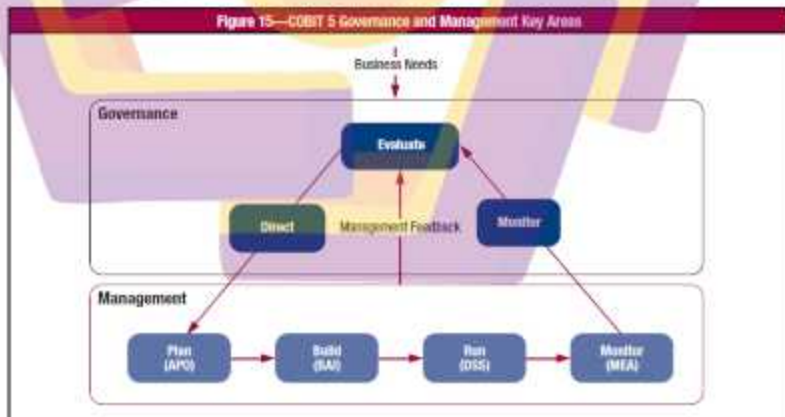 Figure 15—COBIT 5 Governance and Management Key Areas
Business Needs
Governance
Evaluate
Direct
Management Feedback
Monitor
Management
Plan
(APO)
Build
(BAI)
Run
(DSS)
Monitor
(MEA)